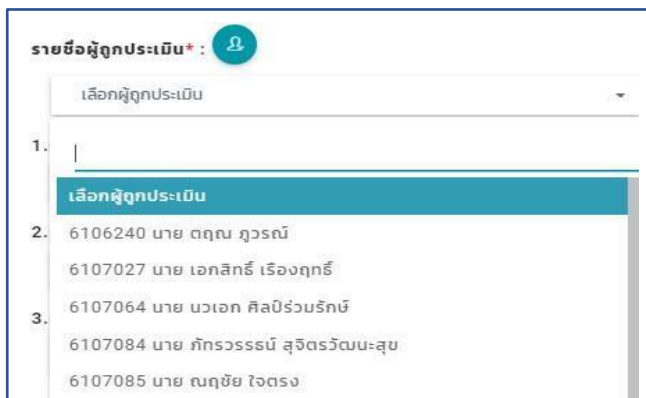 รายชื่อผู้ถูกประเมิน* :
เลือกผู้ถูกประเมิน
1.
เลือกผู้ถูกประเมิน
2.
6106240 นาย ตฤณ ภูวรณ์
6107027 นาย เอกสิทธิ์ เรืองฤทธิ์
3.
6107064 นาย นวเอก ศิลป์ร่วมรักษ์
6107084 นาย ภัทรวรรธน์ สุจิตรวัฒนะสุข
6107085 นาย ณฤชัย ใจตรง